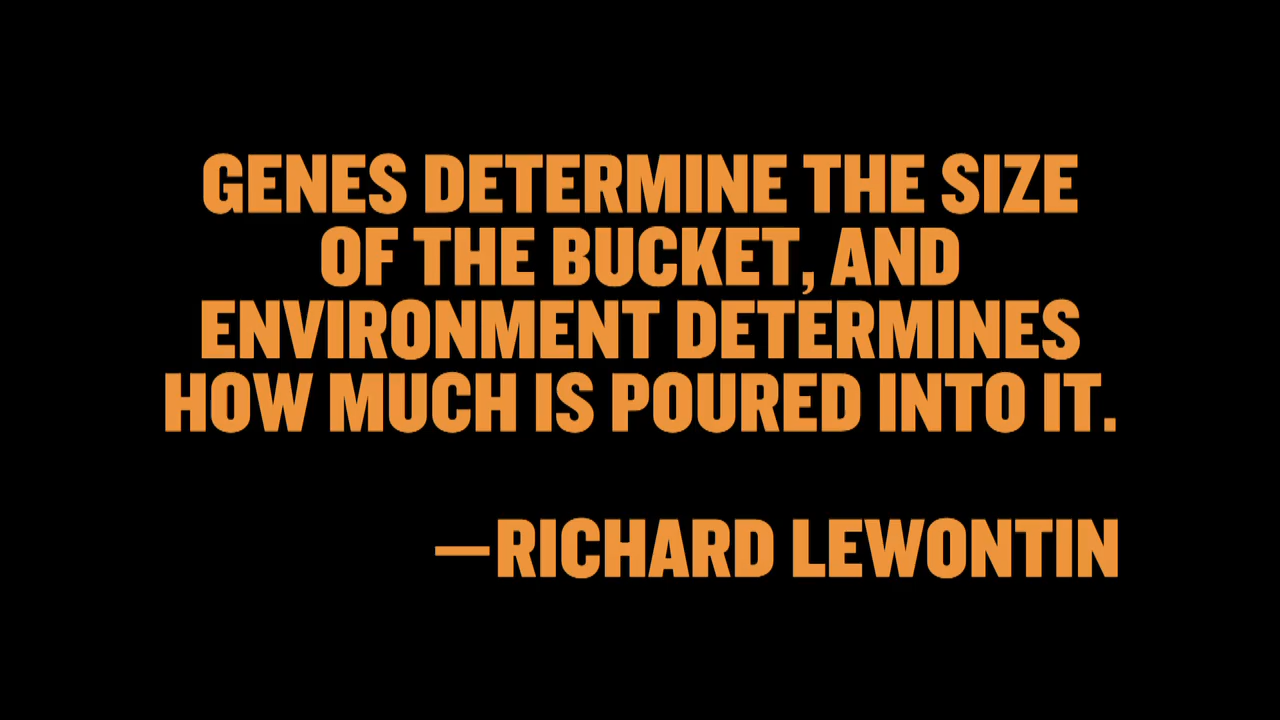 GENES DETERMINE THE SIZE
OF THE BUCKET, AND
ENVIRONMENT DETERMINES
HOW MUCH IS POURED INTO IT.
—RICHARD LEWONTIN